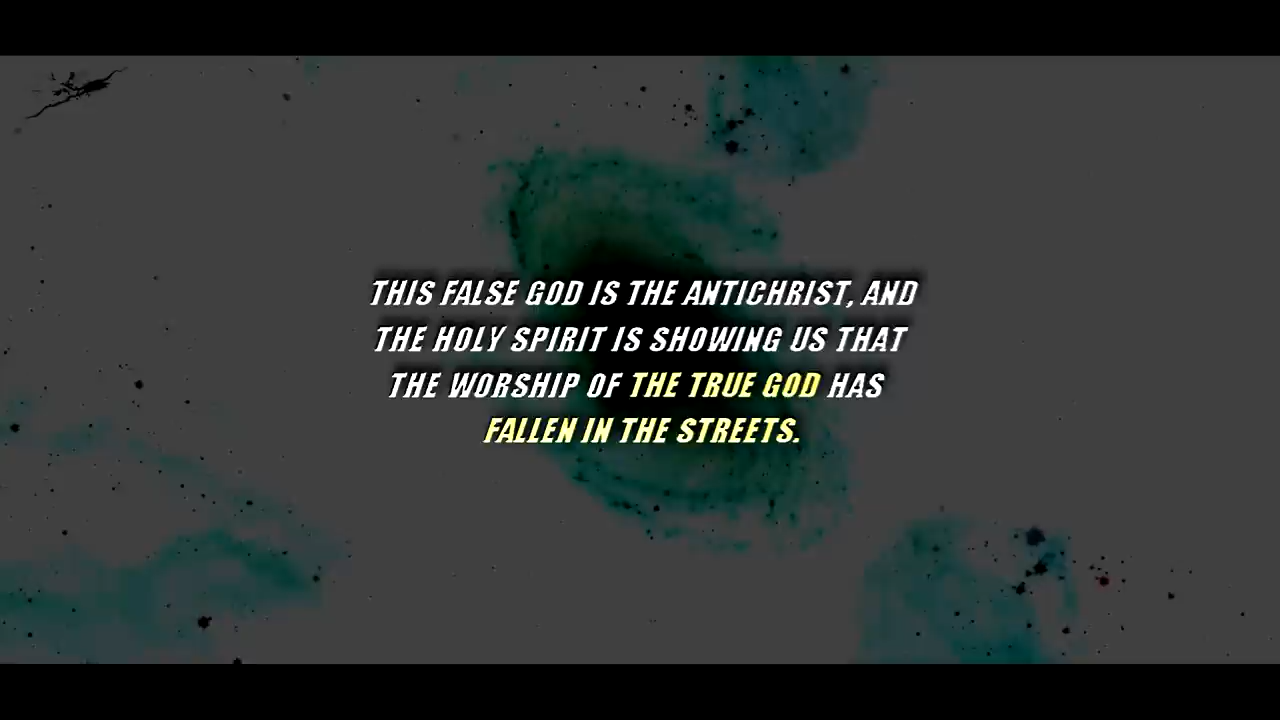 THIS FALSE GOD IS THE ANTICHRIST, AND
THE HOLY SPIRIT IS SHOWING US THAT
THE WORSHIP OF THE TRUE GOD HAS
FALLEN IN THE STREETS.